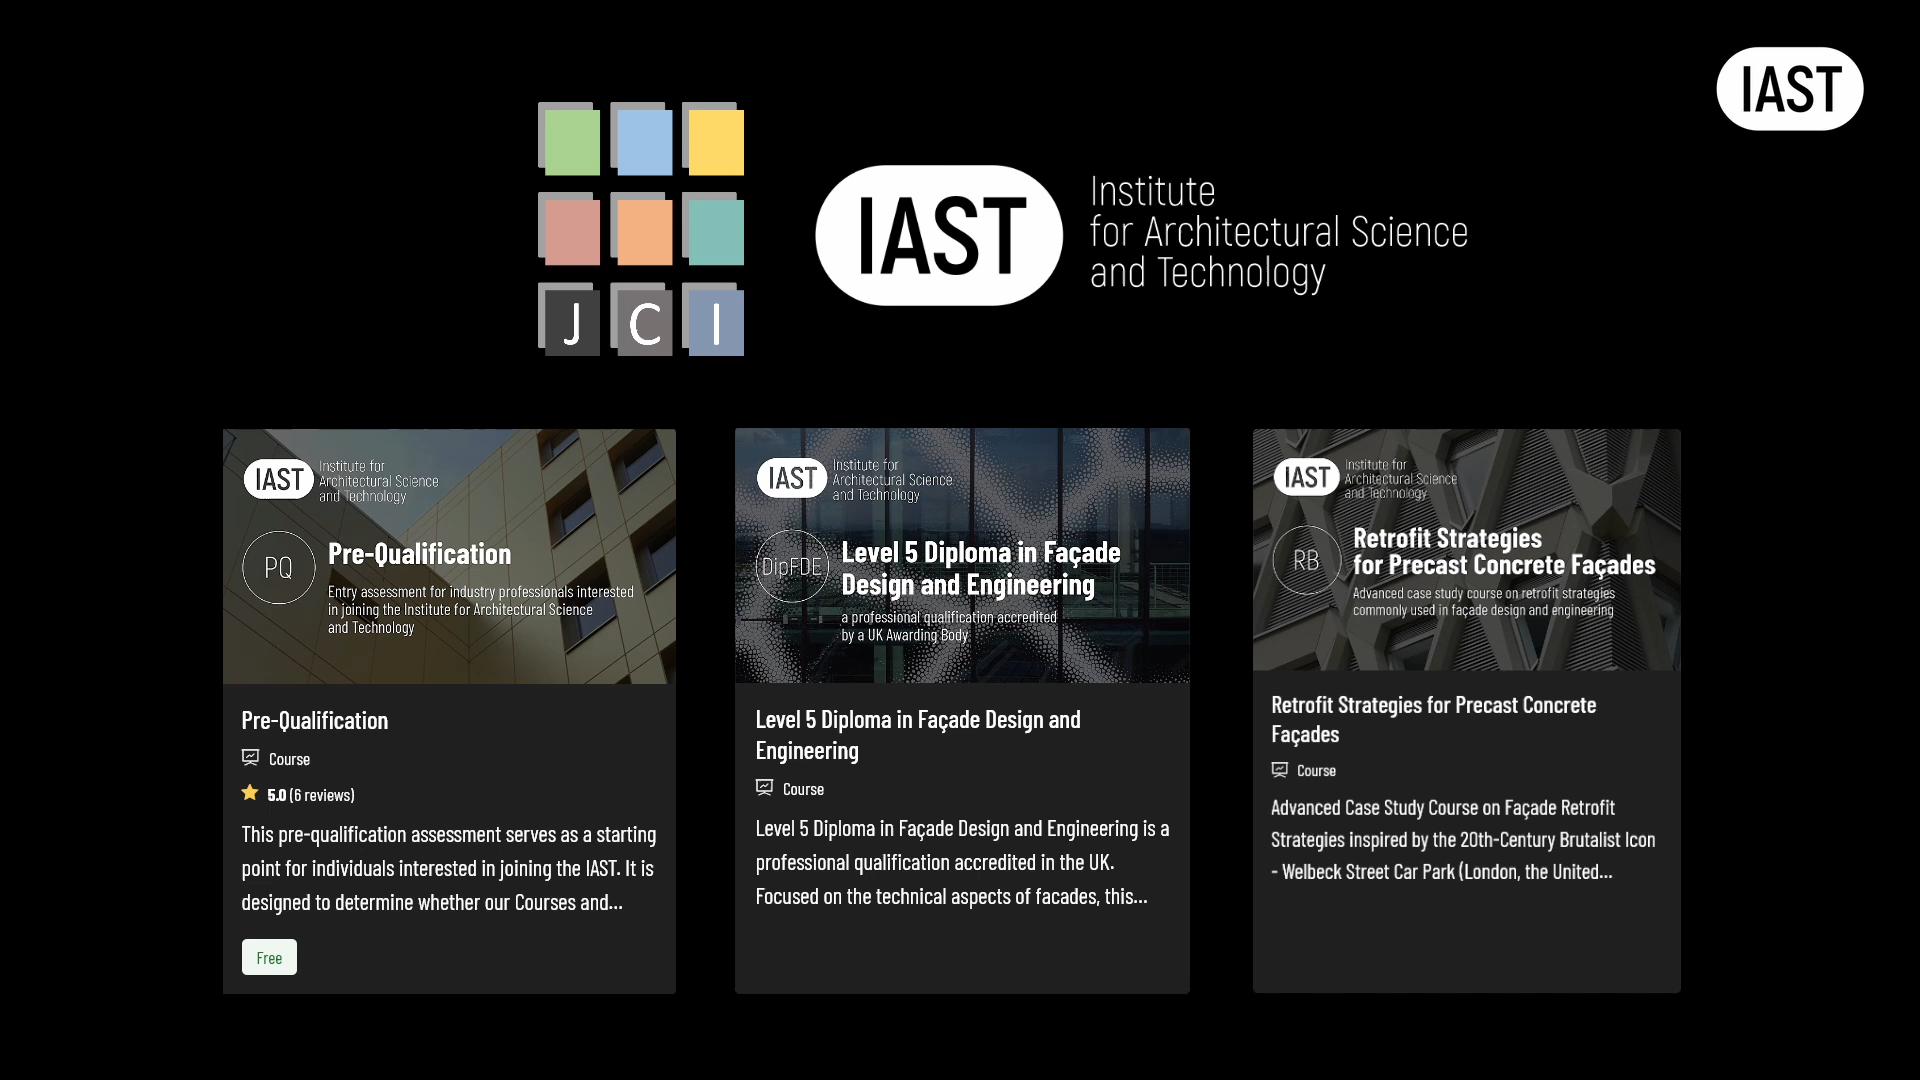 IAST
J C I
IAST
Institute
for Architectural Science
and Technology
IAST
Institute for
Architectural Science
and Technology
PQ
Pre-Qualification
Entry assessment for industry professionals interested
in joining the Institute for Architectural Science
and Technology
Pre-Qualification
Course
5.0 (6 reviews)
This pre-qualification assessment serves as a starting
point for individuals interested in joining the IAST. It is
designed to determine whether our Courses and...
Free
IAST
Institute for
Architectural Science
and Technology
DipFDE
Level 5 Diploma in Façade
Design and Engineering
a professional qualification accredited
by a UK Awarding Body
Level 5 Diploma in Façade Design and
Engineering
Course
Level 5 Diploma in Façade Design and Engineering is a
professional qualification accredited in the UK.
Focused on the technical aspects of facades, this...
IAST
Institute for
Architectural Science
and Technology
RB
Retrofit Strategies
for Precast Concrete Façades
Advanced case study course on retrofit strategies
commonly used in façade design and engineering
Retrofit Strategies for Precast Concrete
Façades
Course
Advanced Case Study Course on Façade Retrofit
Strategies inspired by the 20th-Century Brutalist Icon
- Welbeck Street Car Park (London, the United...